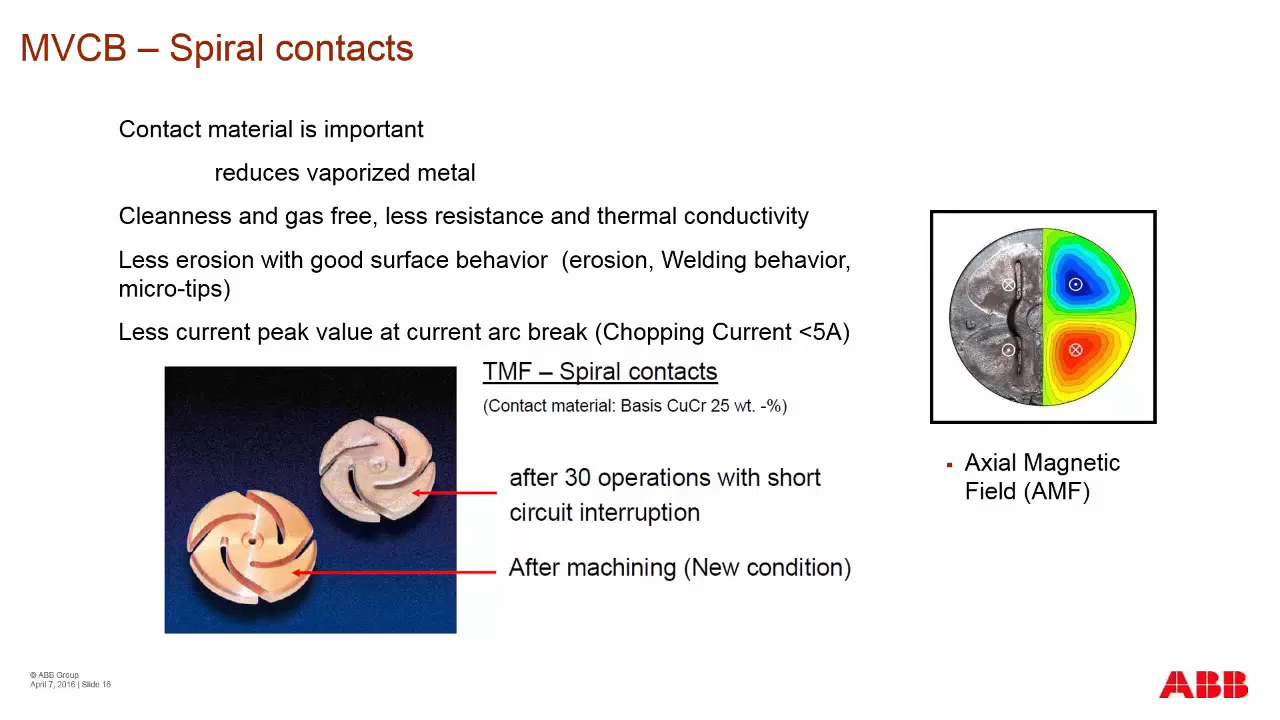 MVCB – Spiral contacts
Contact material is important
reduces vaporized metal
Cleanness and gas free, less resistance and thermal conductivity
Less erosion with good surface behavior (erosion, Welding behavior,
micro-tips)
Less current peak value at current arc break (Chopping Current <5A)
TMF – Spiral contacts
(Contact material: Basis CuCr 25 wt. -%)
after 30 operations with short
circuit interruption
After machining (New condition)
▪ Axial Magnetic
Field (AMF)
© ABB Group
April 7, 2016 | Slide 16
ABB